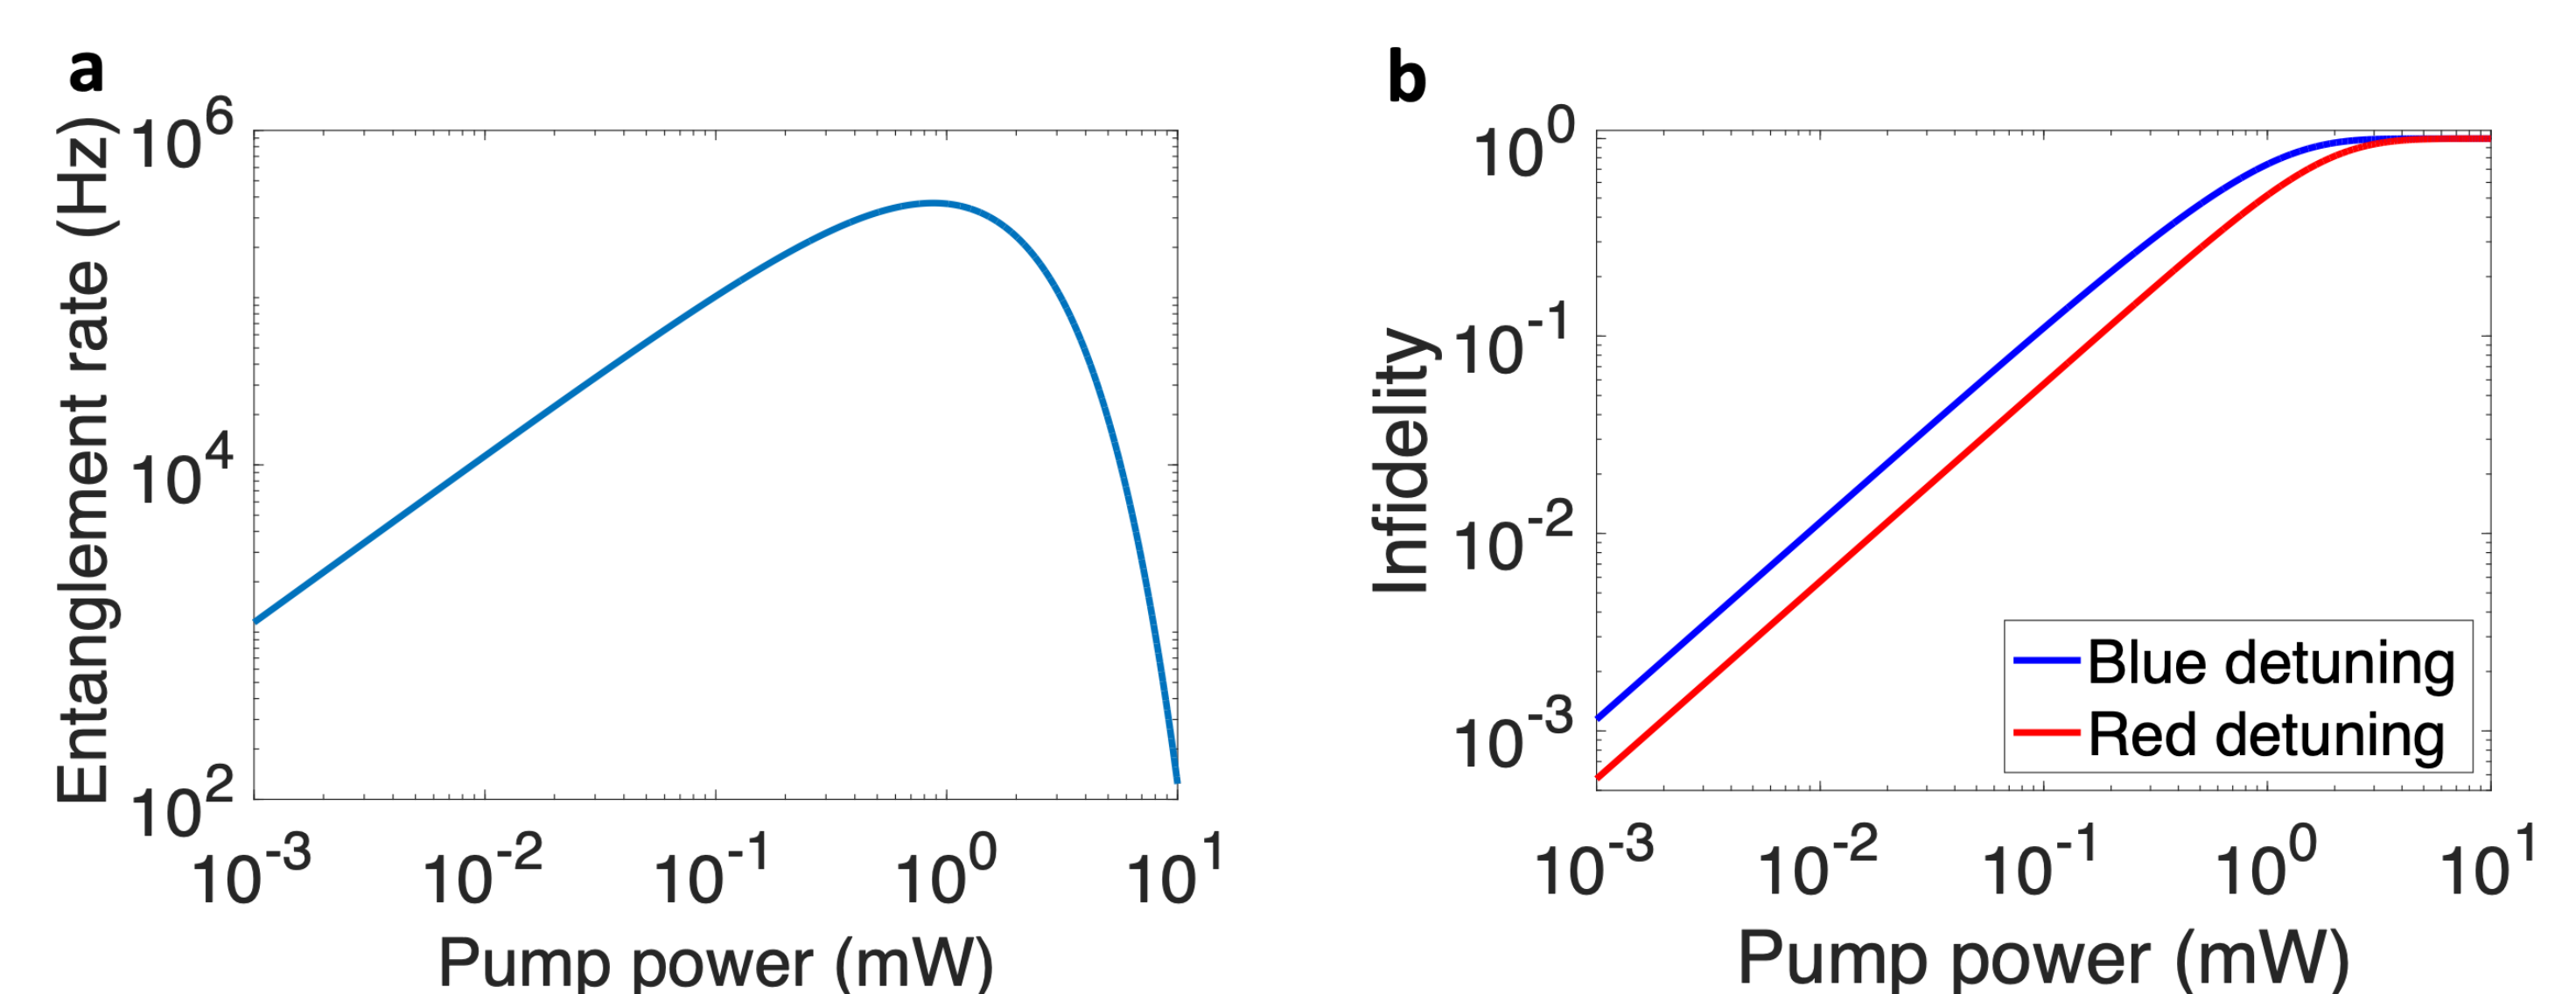 a
Entanglement rate (Hz)
10^6
10^4
10^2
10^-3 10^-2 10^-1 10^0 10^1
Pump power (mW)
b
Infidelity
10^0
10^-1
10^-2
10^-3
Blue detuning
Red detuning
10^-3 10^-2 10^-1 10^0 10^1
Pump power (mW)